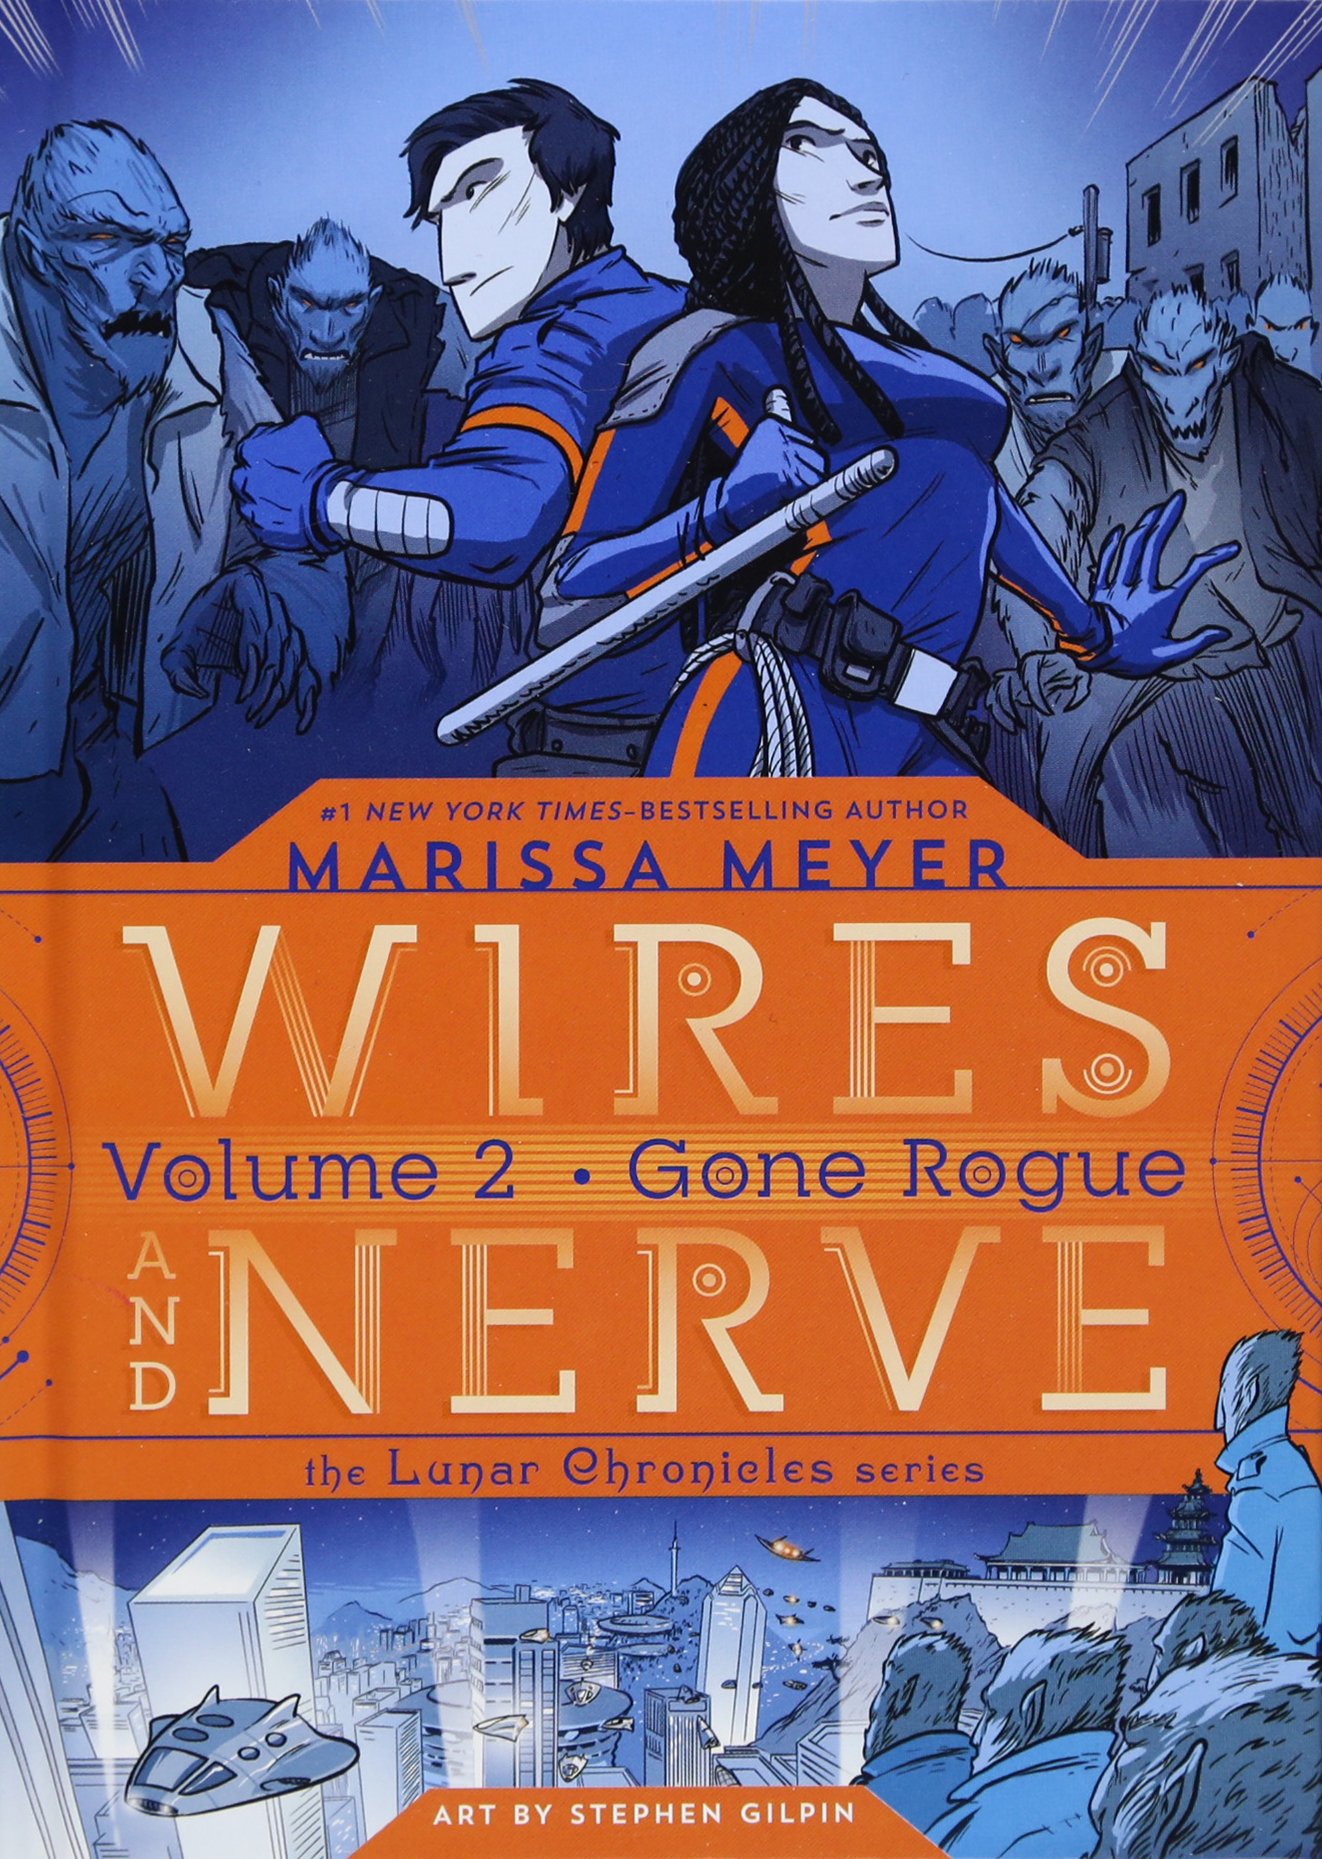 #1 NEW YORK TIMES–BESTSELLING AUTHOR
MARISSA MEYER
WIRES
Volume 2 • Gone Rogue
AND NERVE
the Lunar Chronicles series
ART BY STEPHEN GILPIN